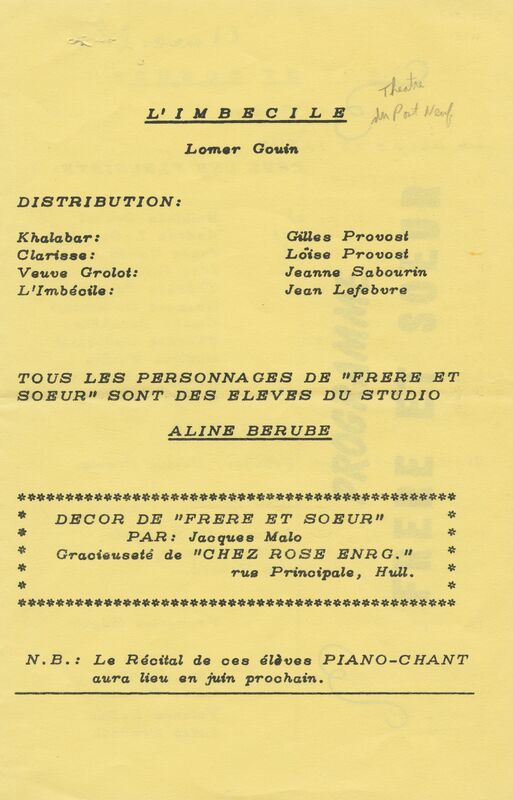 Theatre
du Pont Neuf.
L'IMBECILE
Lomer Gouin
DISTRIBUTION:
Khalabar: Gilles Provost
Clarisse: Loïse Provost
Veuve Grolot: Jeanne Sabourin
L'Imbécile: Jean Lefebvre
TOUS LES PERSONNAGES DE "FRERE ET
SOEUR" SONT DES ELEVES DU STUDIO
ALINE BERUBE
DECOR DE "FRERE ET SOEUR"
PAR: Jacques Malo
Gracieuseté de "CHEZ ROSE ENRG."
rue Principale, Hull.
N.B.: Le Récital de ces élèves PIANO-CHANT
aura lieu en juin prochain.